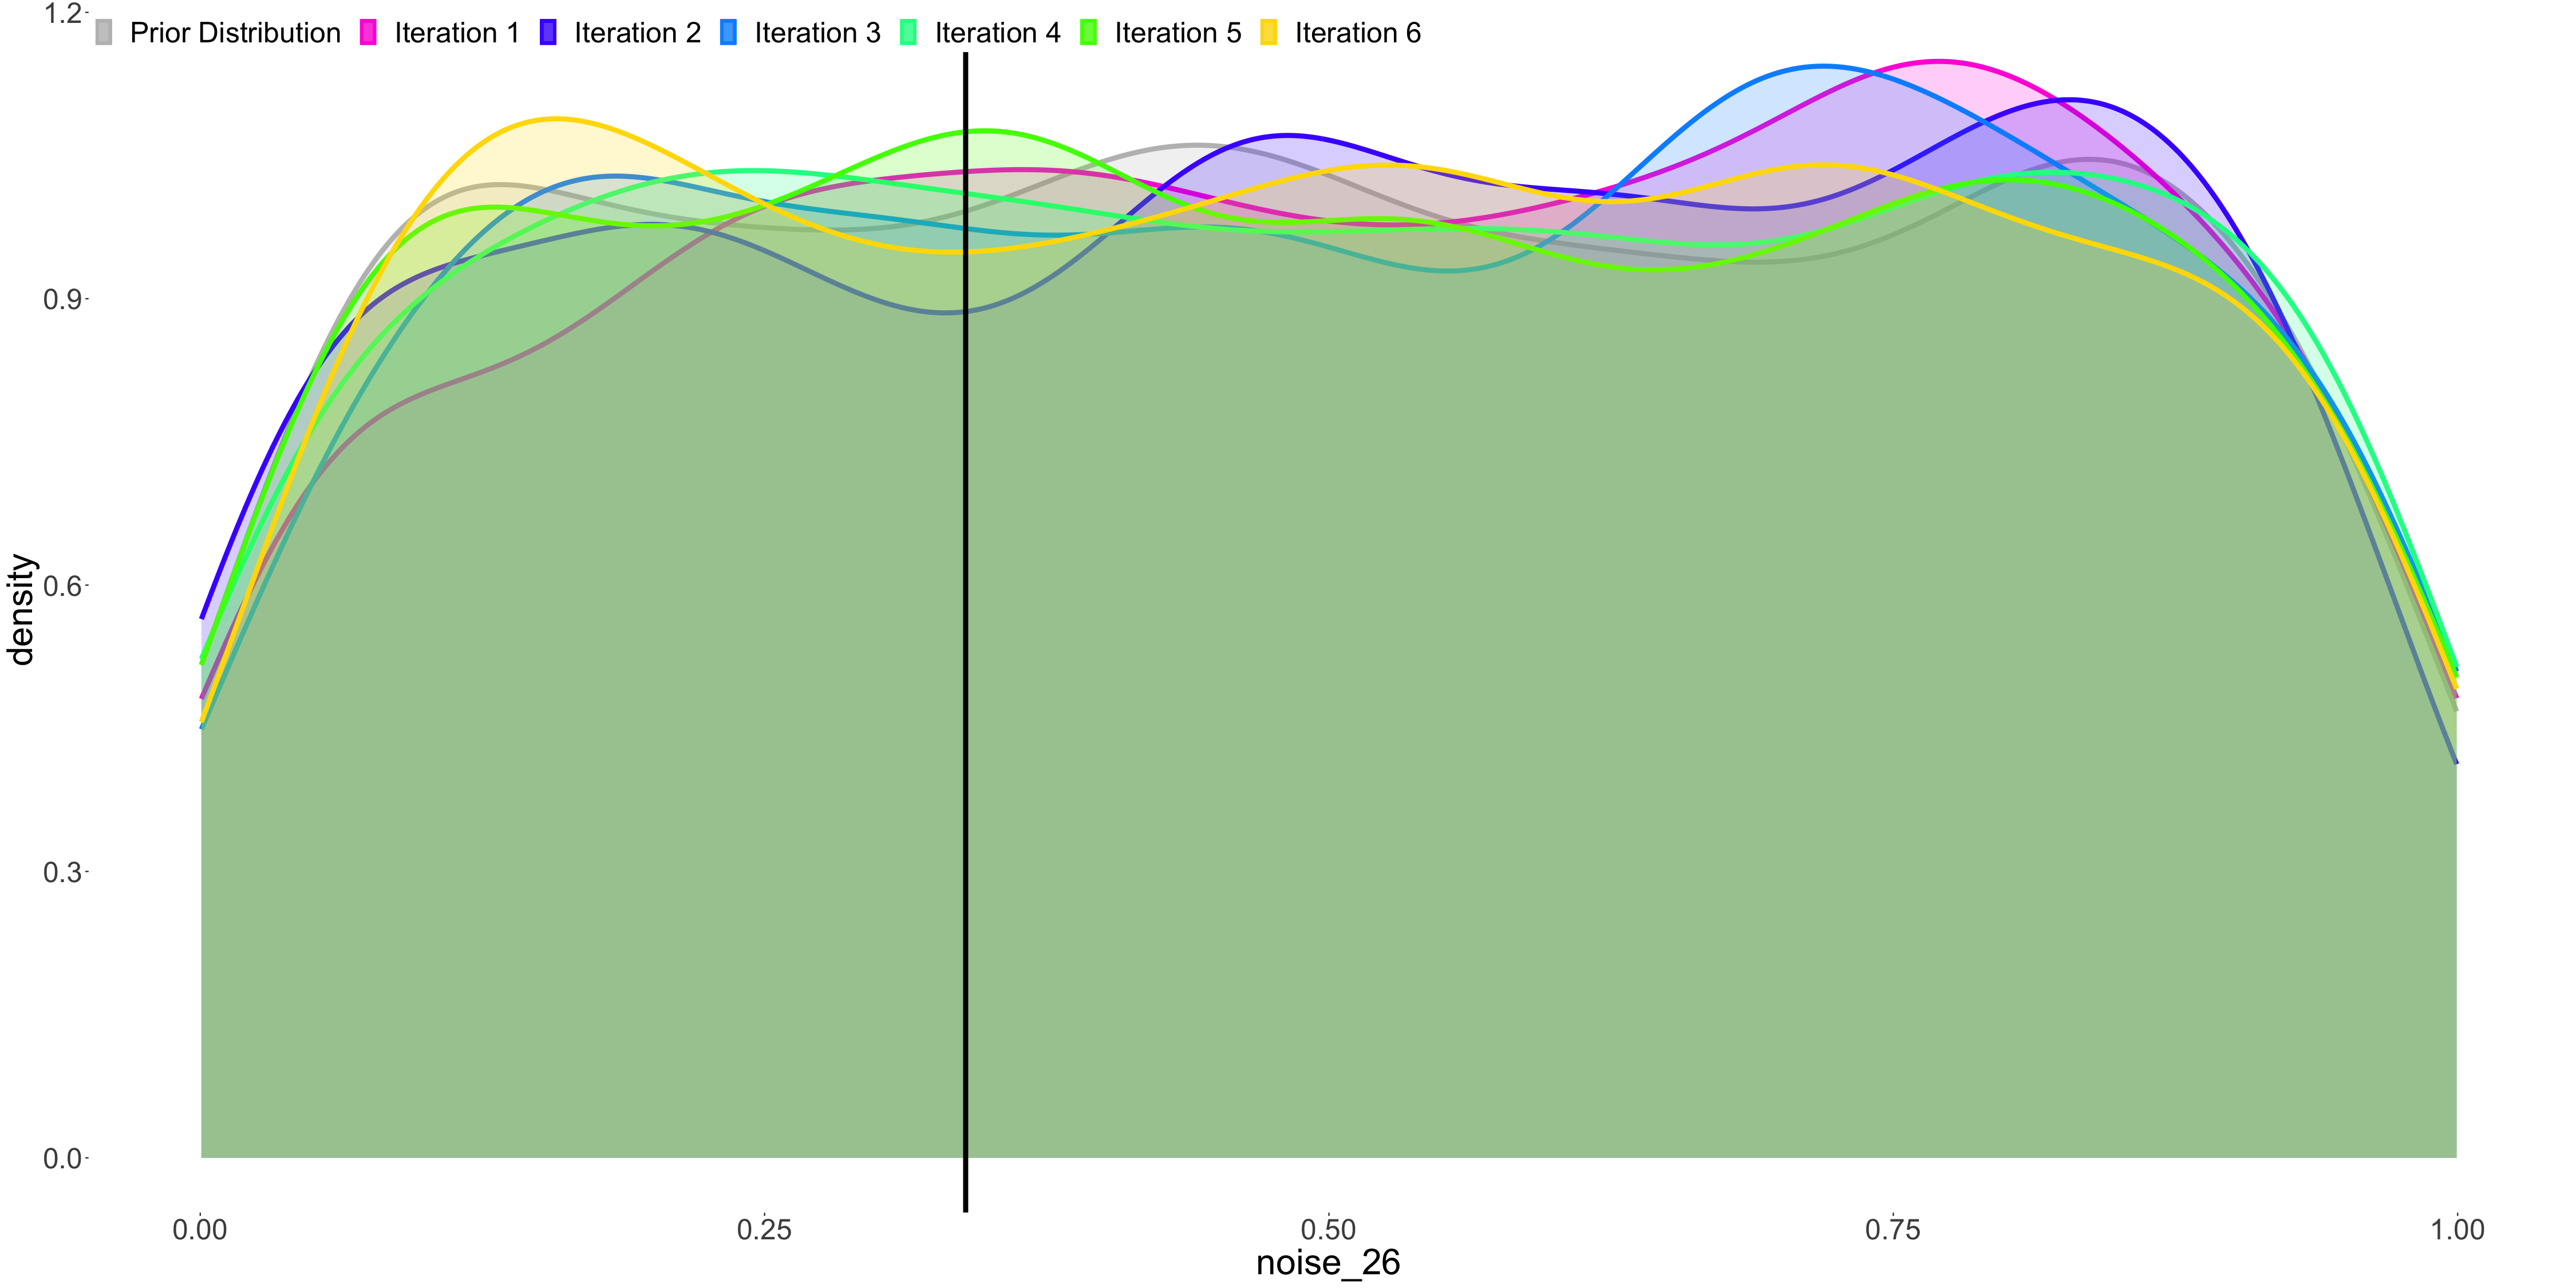 1.2
Prior Distribution Iteration 1 Iteration 2 Iteration 3 Iteration 4 Iteration 5 Iteration 6
0.9
0.6
density
0.3
0.0
0.00 0.25 0.50 0.75 1.00
noise_26